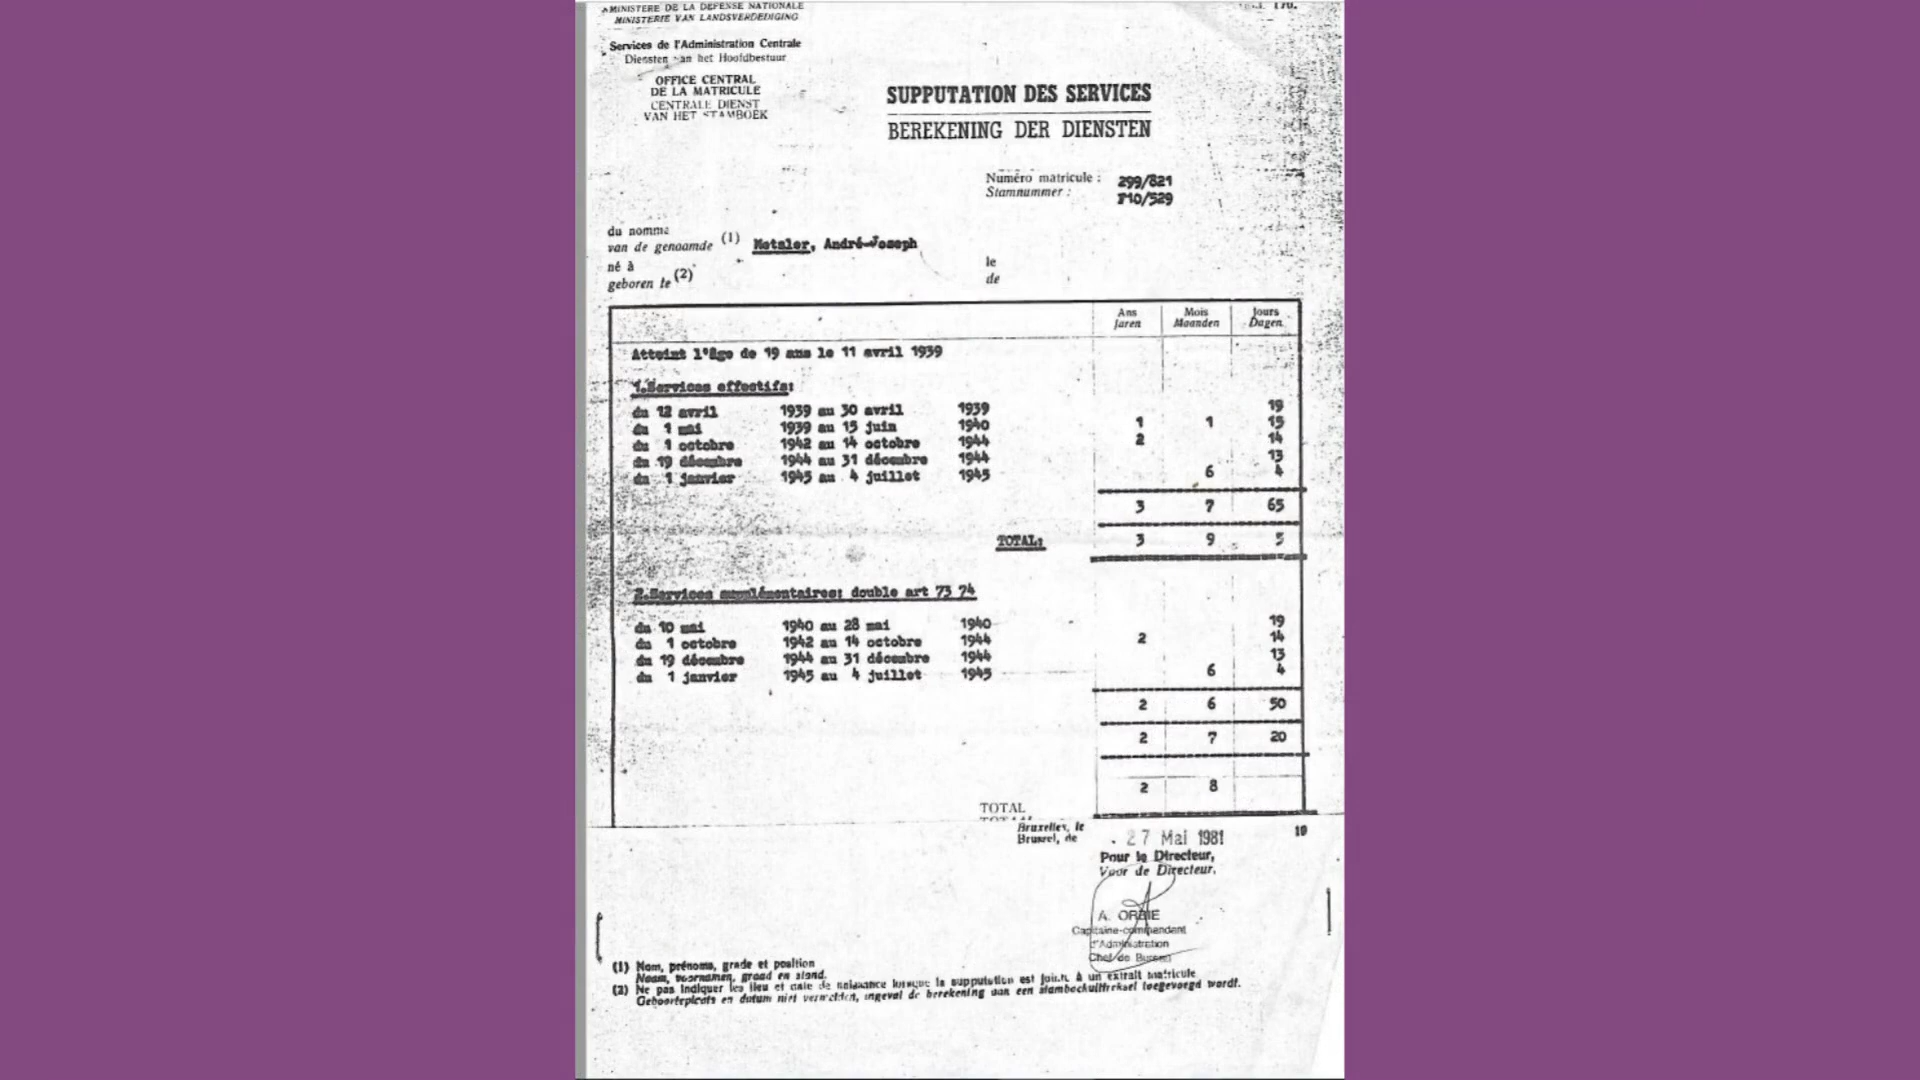 MINISTERE DE LA DEFENSE NATIONALE
MINISTERIE VAN LANDSVERDEDIGING
Services de l'Administration Centrale
Diensten van het Hoofdbestuur
OFFICE CENTRAL
DE LA MATRICULE
CENTRALE DIENST
VAN HET STAMBOEK
SUPPUTATION DES SERVICES
BEREKENING DER DIENSTEN
Numéro matricule : 299/821
Stamnummer : F10/529
du nommé
van de genaamde (1) Metzler, André-Joseph
né à
geboren te (2)
le
de
Ans Mois Jours
Jaren Maanden Dagen
Atteint l'âge de 19 ans le 11 avril 1939
1.Services effectifs:
du 12 avril 1939 au 30 avril 1939 19
du 1 mai 1939 au 15 juin 1940 1 1 15
du 1 octobre 1942 au 14 octobre 1944 2 14
du 19 décembre 1944 au 31 décembre 1944 13
du 1 janvier 1945 au 4 juillet 1945 6 4
3 7 65
TOTAL: 3 9 5
2.Services supplémentaires: double art 73 74
du 10 mai 1940 au 28 mai 1940 19
du 1 octobre 1942 au 14 octobre 1944 2 14
du 19 décembre 1944 au 31 décembre 1944 13
du 1 janvier 1945 au 4 juillet 1945 6 4
2 6 50
2 7 20
2 8
TOTAL
Bruxelles, le
Brussel, de 27 Mai 1981 19
Pour le Directeur,
Voor de Directeur,
A. ORBIE
Capitaine-commandant
d'Administration
Chef de Bureau
(1) Nom, prénoms, grade et position
Naam, voornamen, graad en stand.
(2) Ne pas indiquer les lieu et date de naissance lorsque la supputation est jointe à un extrait matricule
Geboorteplaats en datum niet vermelden, ingeval de berekening aan een stamboekuittreksel toegevoegd wordt.